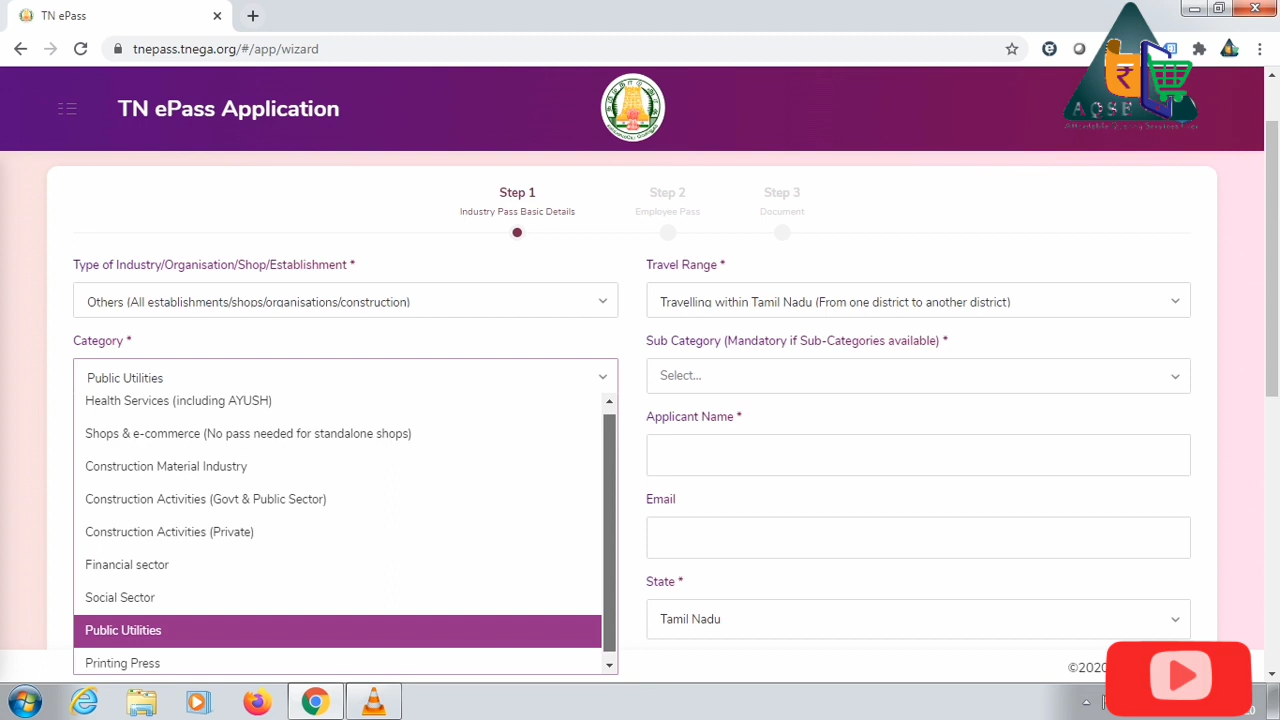 TN ePass
tnepass.tnega.org/#/app/wizard
TN ePass Application
Step 1
Industry Pass Basic Details
Step 2
Employee Pass
Step 3
Document
Type of Industry/Organisation/Shop/Establishment *
Travel Range *
Others (All establishments/shops/organisations/construction)
Travelling within Tamil Nadu (From one district to another district)
Category *
Sub Category (Mandatory if Sub-Categories available) *
Public Utilities
Select...
Health Services (including AYUSH)
Applicant Name *
Shops & e-commerce (No pass needed for standalone shops)
Construction Material Industry
Construction Activities (Govt & Public Sector)
Email
Construction Activities (Private)
Financial sector
State *
Social Sector
Tamil Nadu
Public Utilities
Printing Press
©2020